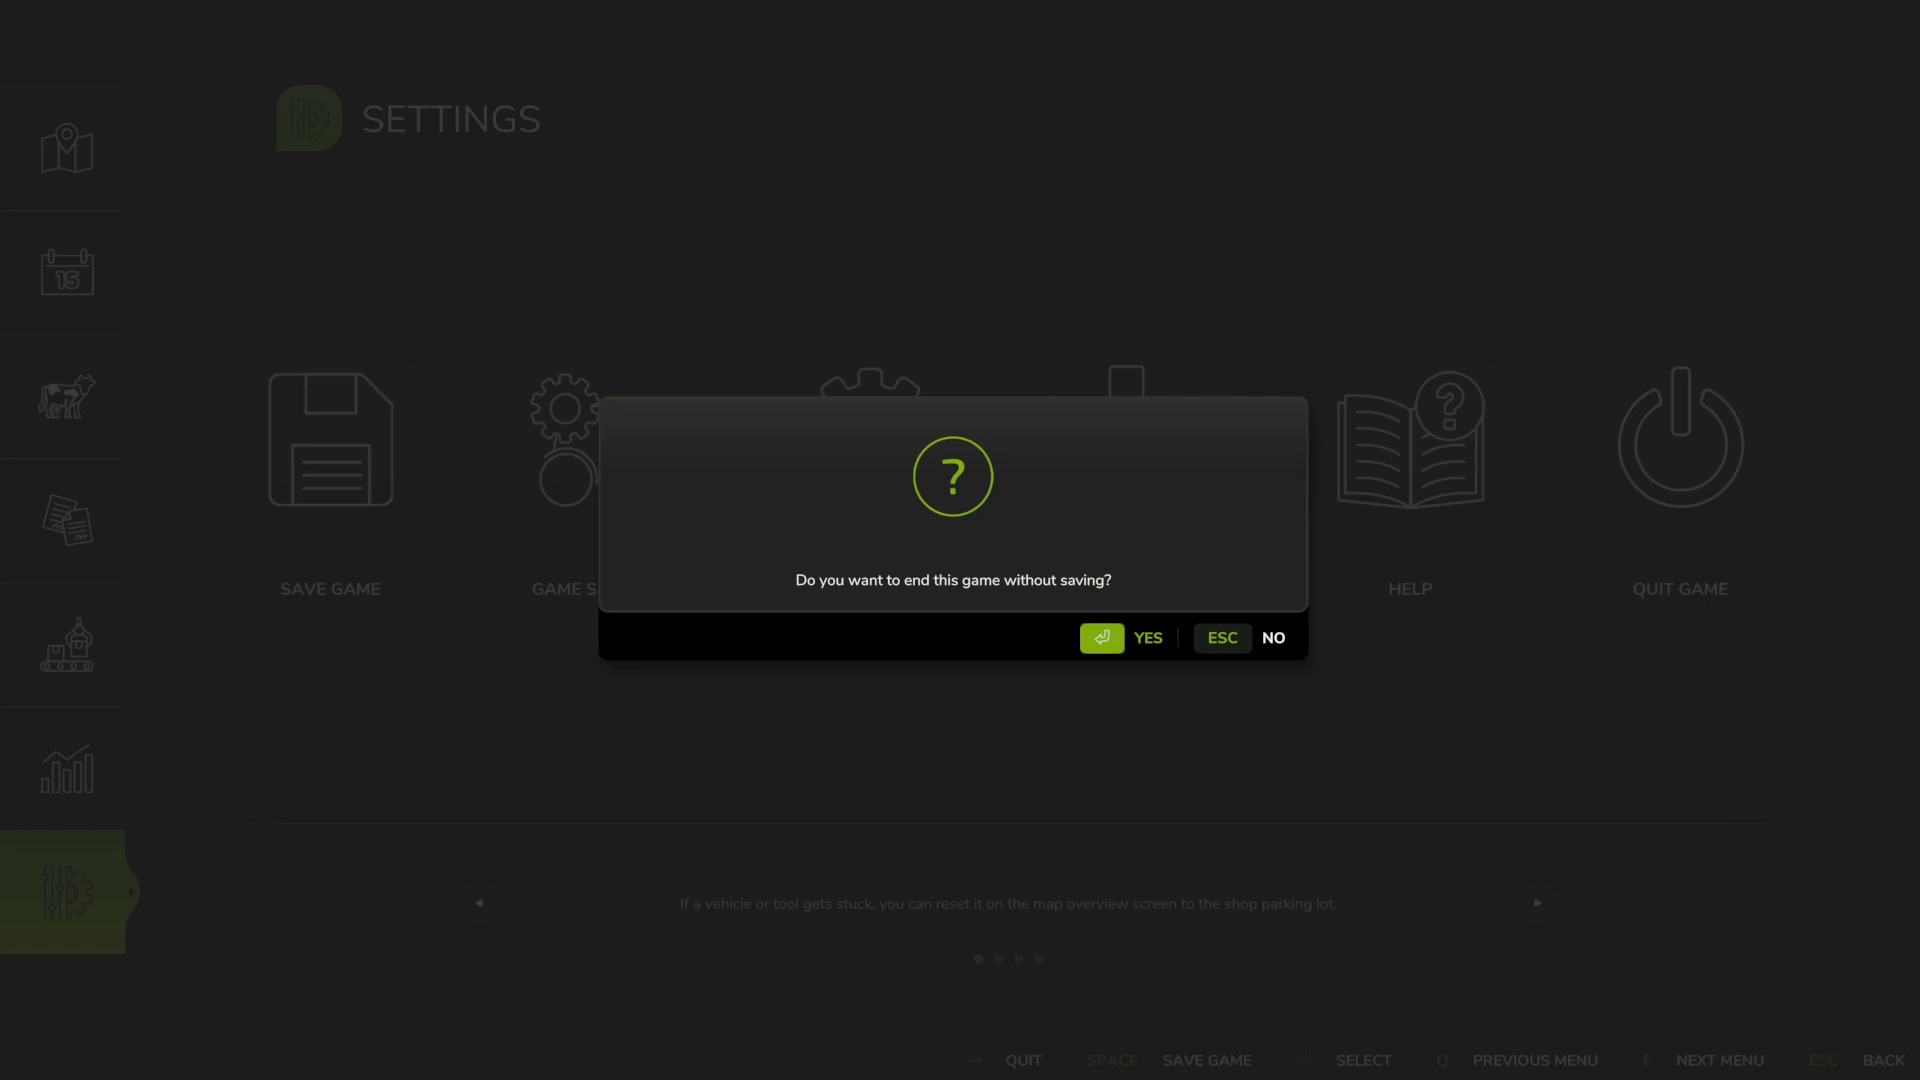 SETTINGS
15
SAVE GAME
GAME S
HELP
QUIT GAME
?
?
Do you want to end this game without saving?
YES
ESC NO
If a vehicle or tool gets stuck, you can reset it on the map overview screen to the shop parking lot.
QUIT SPACE SAVE GAME SELECT Q PREVIOUS MENU E NEXT MENU ESC BACK